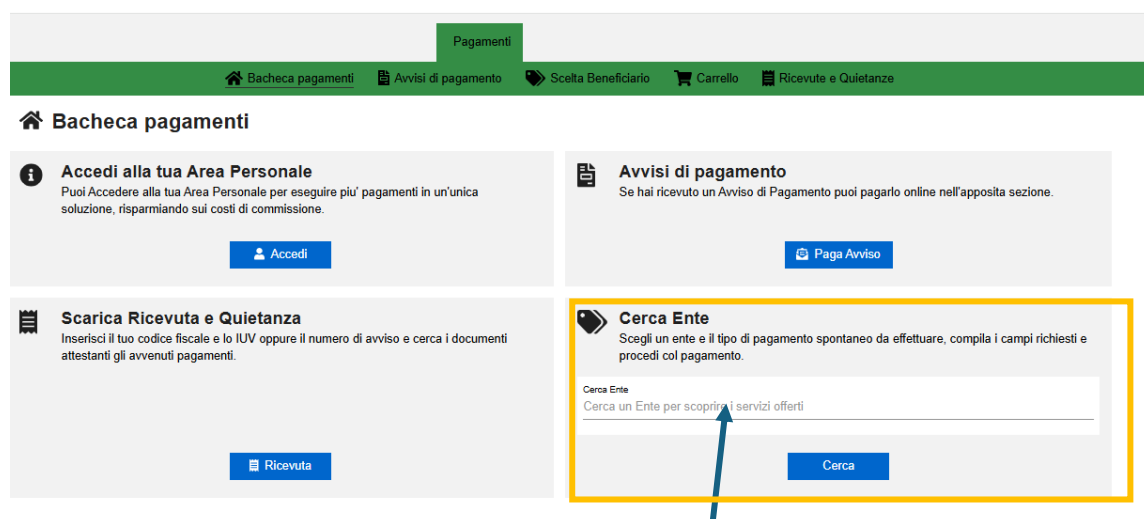 Pagamenti
Bacheca pagamenti Avvisi di pagamento Scelta Beneficiario Carrello Ricevute e Quietanze
Bacheca pagamenti
Accedi alla tua Area Personale
Puoi Accedere alla tua Area Personale per eseguire piu' pagamenti in un'unica
soluzione, risparmiando sui costi di commissione.
Accedi
Avvisi di pagamento
Se hai ricevuto un Avviso di Pagamento puoi pagarlo online nell'apposita sezione.
Paga Avviso
Scarica Ricevuta e Quietanza
Inserisci il tuo codice fiscale e lo IUV oppure il numero di avviso e cerca i documenti
attestanti gli avvenuti pagamenti.
Ricevuta
Cerca Ente
Scegli un ente e il tipo di pagamento spontaneo da effettuare, compila i campi richiesti e
procedi col pagamento.
Cerca Ente
Cerca un Ente per scoprire i servizi offerti
Cerca